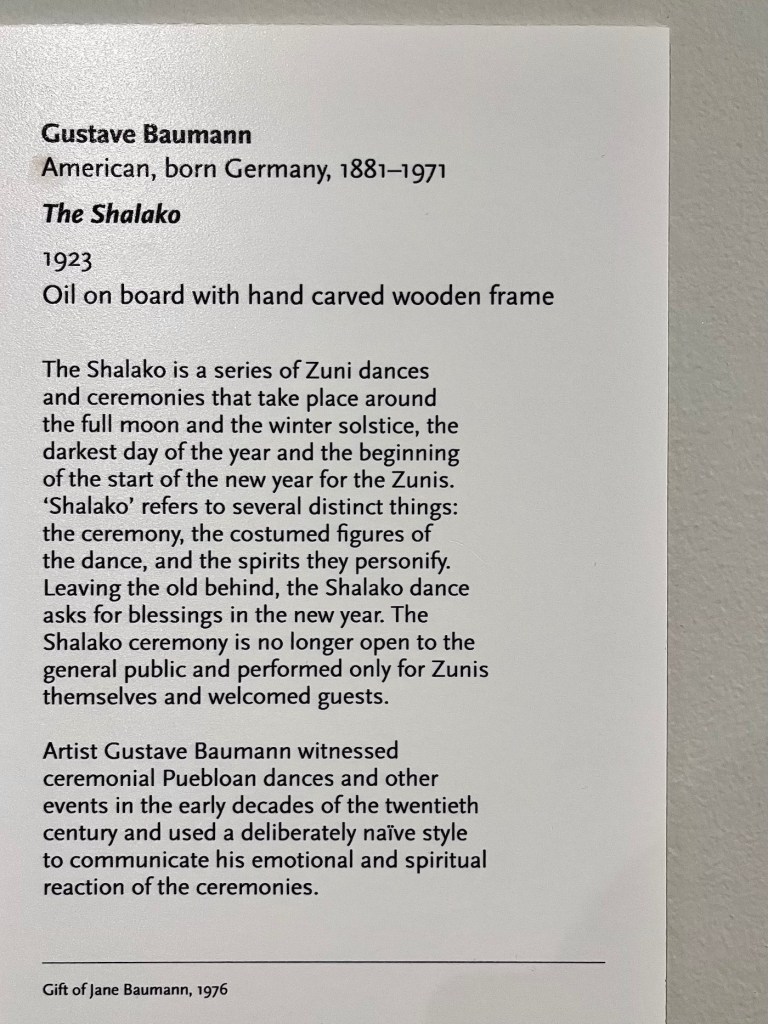 Gustave Baumann
American, born Germany, 1881–1971
The Shalako
1923
Oil on board with hand carved wooden frame
The Shalako is a series of Zuni dances
and ceremonies that take place around
the full moon and the winter solstice, the
darkest day of the year and the beginning
of the start of the new year for the Zunis.
‘Shalako’ refers to several distinct things:
the ceremony, the costumed figures of
the dance, and the spirits they personify.
Leaving the old behind, the Shalako dance
asks for blessings in the new year. The
Shalako ceremony is no longer open to the
general public and performed only for Zunis
themselves and welcomed guests.
Artist Gustave Baumann witnessed
ceremonial Puebloan dances and other
events in the early decades of the twentieth
century and used a deliberately naïve style
to communicate his emotional and spiritual
reaction of the ceremonies.
Gift of Jane Baumann, 1976